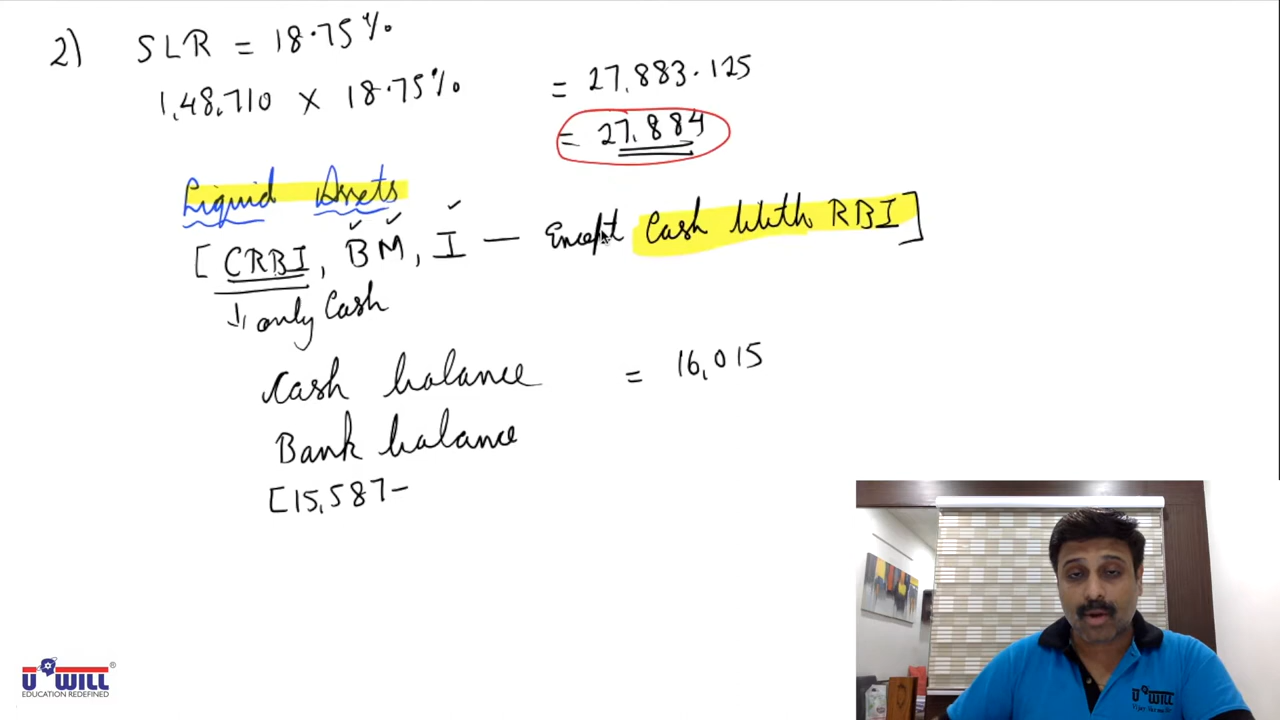 2) SLR = 18.75%
1,48,710 x 18.75% = 27,883.125
= 27,884
Liquid Assets
[CRBI, BM, I — Except Cash With RBI]
↓ only Cash
Cash balance = 16,015
Bank balance
[15,587-
U WILL
EDUCATION REDEFINED
U WILL